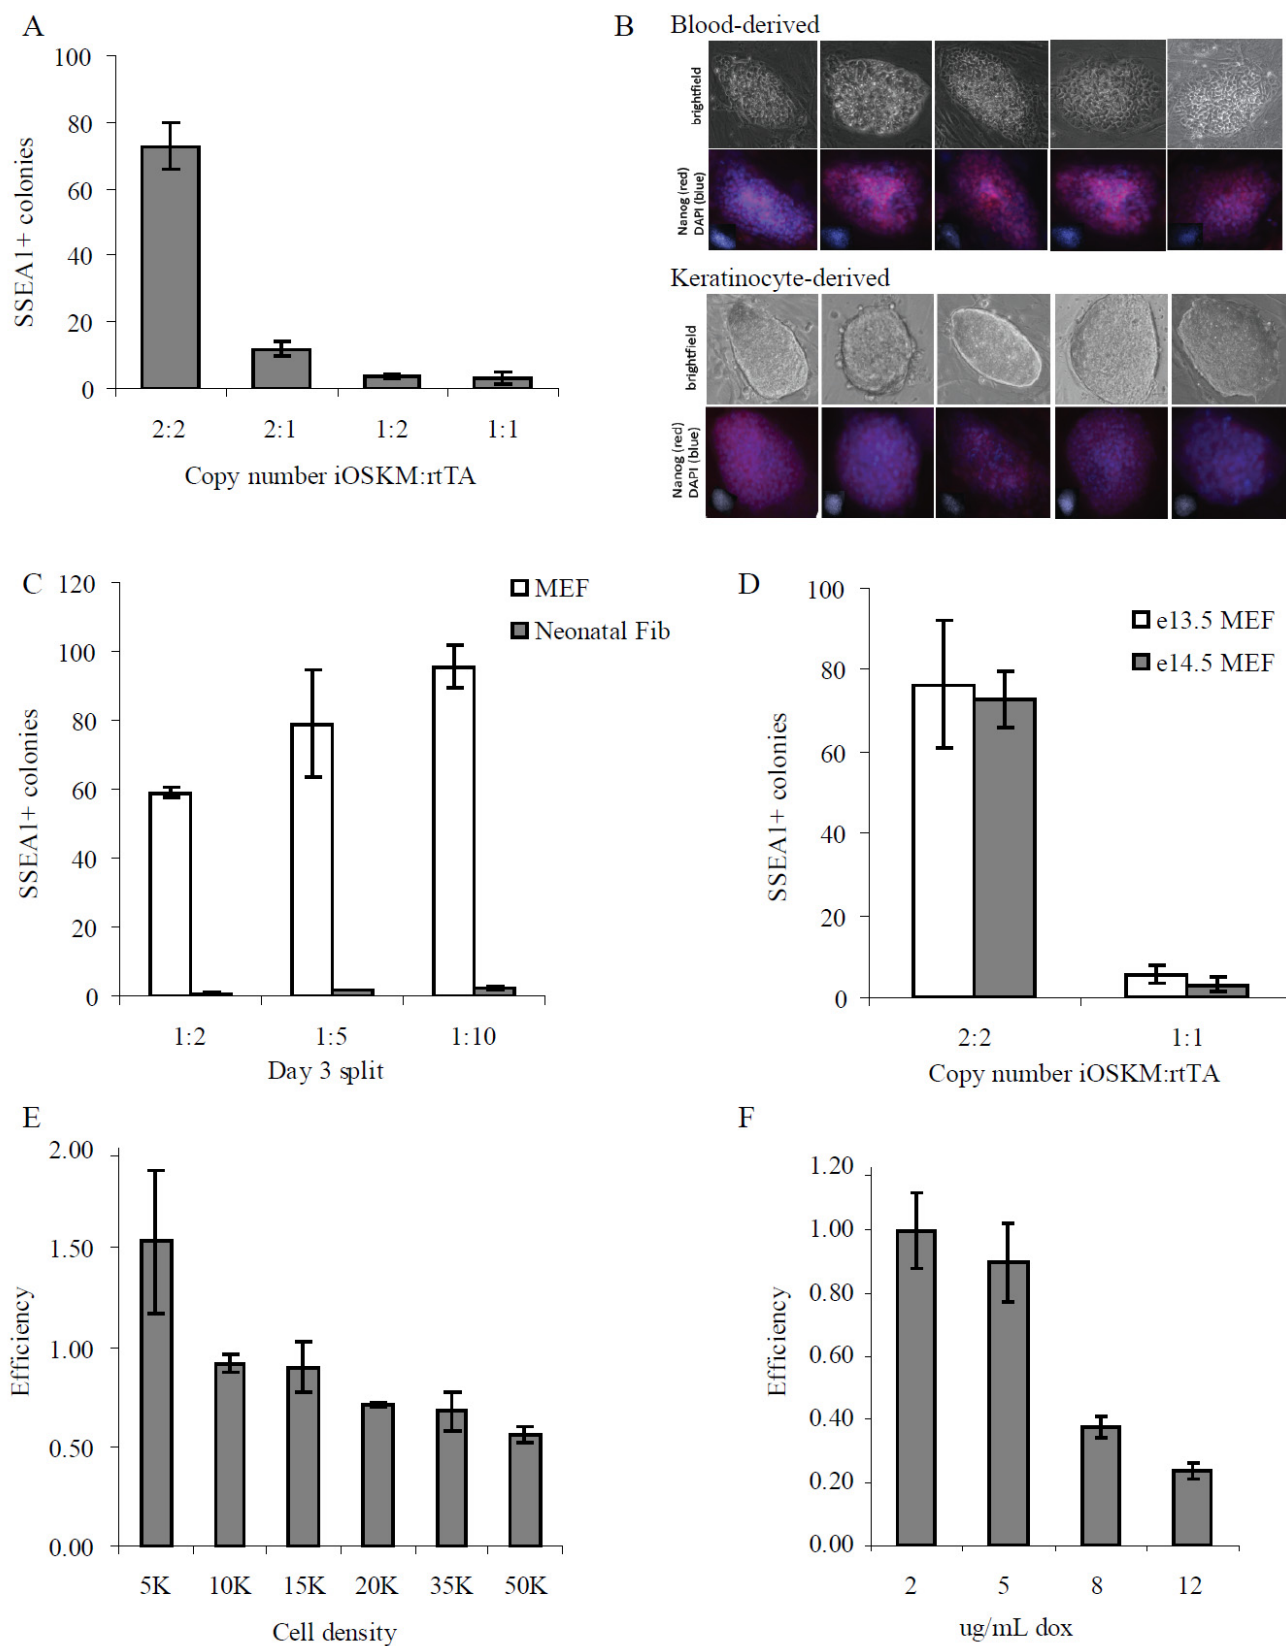 A
100
80
60
40
20
0
SSEA1+ colonies
2:2 2:1 1:2 1:1
Copy number iOSKM:rtTA
B
Blood-derived
brightfield
Nanog (red)
DAPI (blue)
Keratinocyte-derived
brightfield
Nanog (red)
DAPI (blue)
C
120
100
80
60
40
20
0
SSEA1+ colonies
MEF
Neonatal Fib
1:2 1:5 1:10
Day 3 split
D
100
80
60
40
20
0
SSEA1+ colonies
e13.5 MEF
e14.5 MEF
2:2 1:1
Copy number iOSKM:rtTA
E
2.00
1.50
1.00
0.50
0.00
Efficiency
5K 10K 15K 20K 35K 50K
Cell density
F
1.20
1.00
0.80
0.60
0.40
0.20
0.00
Efficiency
2 5 8 12
ug/mL dox